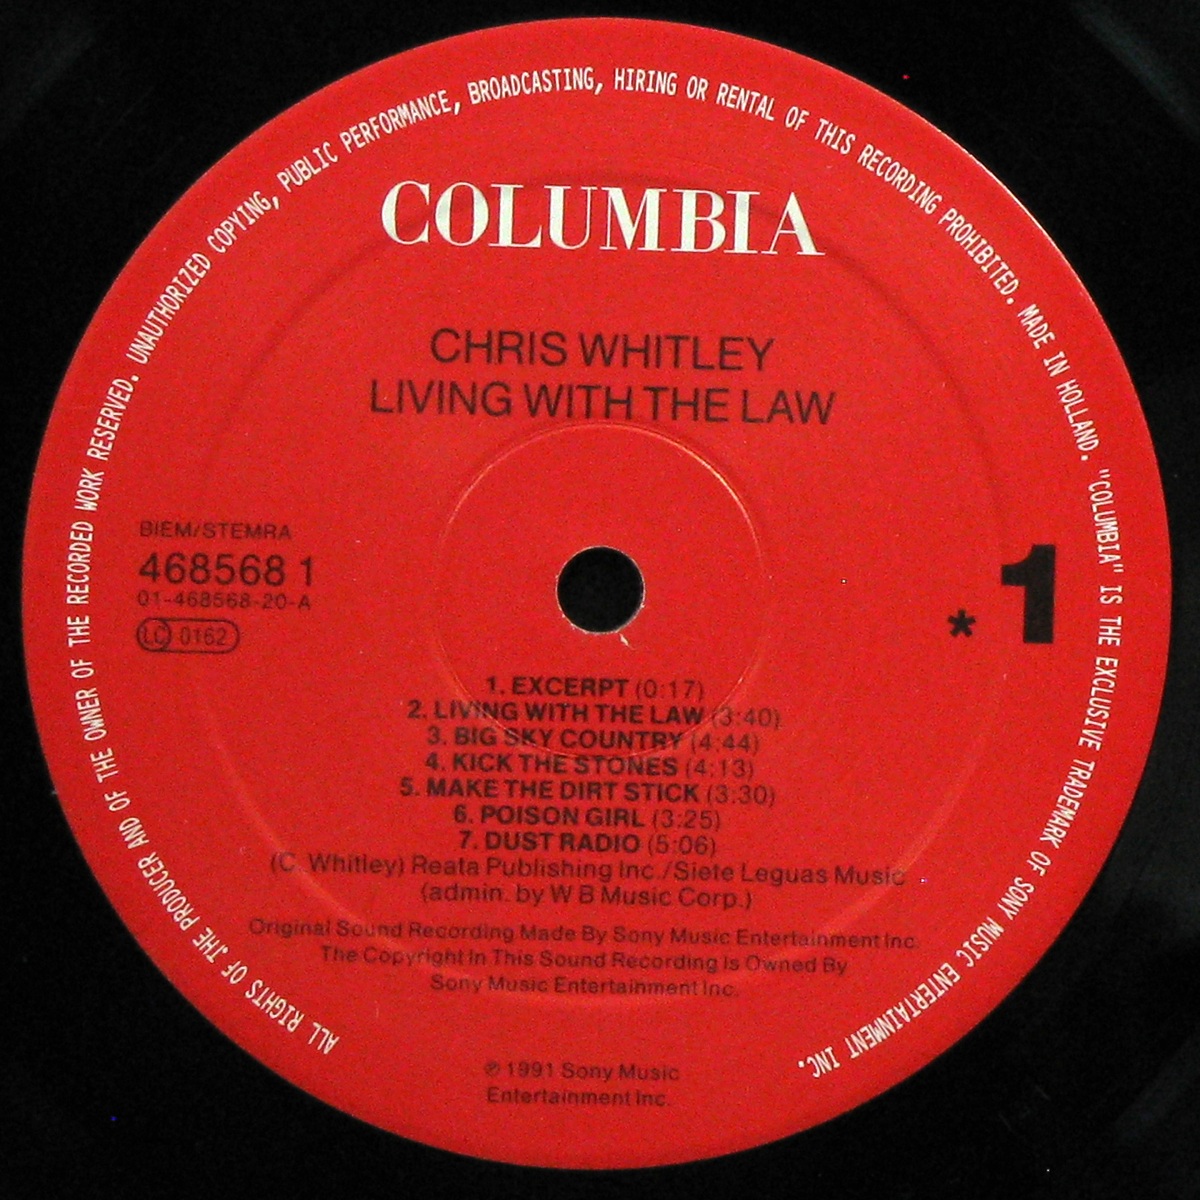 ALL RIGHTS OF THE PRODUCER AND OF THE OWNER OF THE RECORDED WORK RESERVED. UNAUTHORIZED COPYING, PUBLIC PERFORMANCE, BROADCASTING, HIRING OR RENTAL OF THIS RECORDING PROHIBITED. MADE IN HOLLAND. "COLUMBIA" IS THE EXCLUSIVE TRADEMARK OF SONY MUSIC ENTERTAINMENT INC.
COLUMBIA
CHRIS WHITLEY
LIVING WITH THE LAW
BIEM/STEMRA
468568 1
01-468568-20-A
LC 0162
* 1
1. EXCERPT (0:17)
2. LIVING WITH THE LAW (3:40)
3. BIG SKY COUNTRY (4:44)
4. KICK THE STONES (4:13)
5. MAKE THE DIRT STICK (3:30)
6. POISON GIRL (3:25)
7. DUST RADIO (5:06)
(C. Whitley) Reata Publishing Inc./Siete Leguas Music
(admin. by W B Music Corp.)
Original Sound Recording Made By Sony Music Entertainment Inc.
The Copyright In This Sound Recording Is Owned By
Sony Music Entertainment Inc.
℗ 1991 Sony Music
Entertainment Inc.